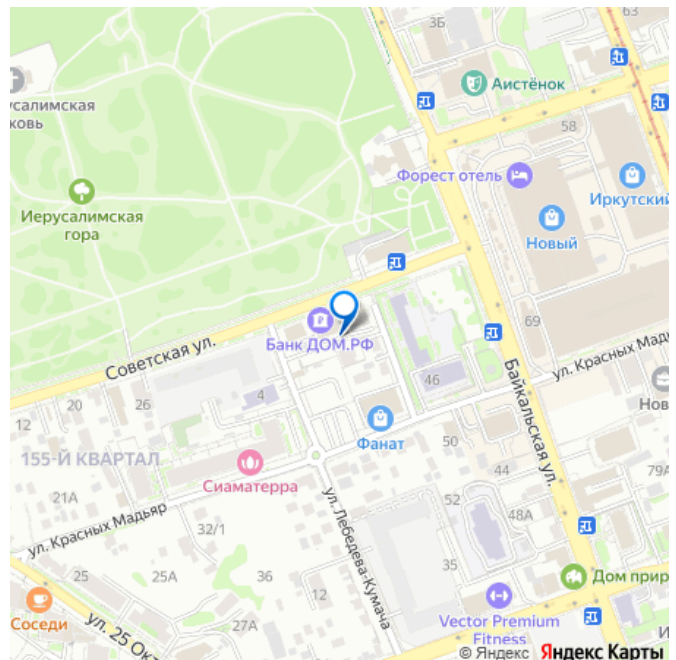 3Б
63
Аистёнок
усалимская
ковь
58
Форест отель
Иркутский
Иерусалимская
гора
Новый
Советская ул.
Банк ДОМ.РФ
69
ул. Красных Мадь
Байкальская ул.
4
46
12
20
26
Фанат
Нов
50
155-Й КВАРТАЛ
44
Сиаматерра
79А
21А
52
48А
ул. Красных Мадьяр
32/1
ул. Лебедева-Кумача
35
25
25А
36
12
Дом прир
Соседи
27А
Vector Premium
Fitness
ул. 25 Окт
И
© Яндекс Яндекс Карты